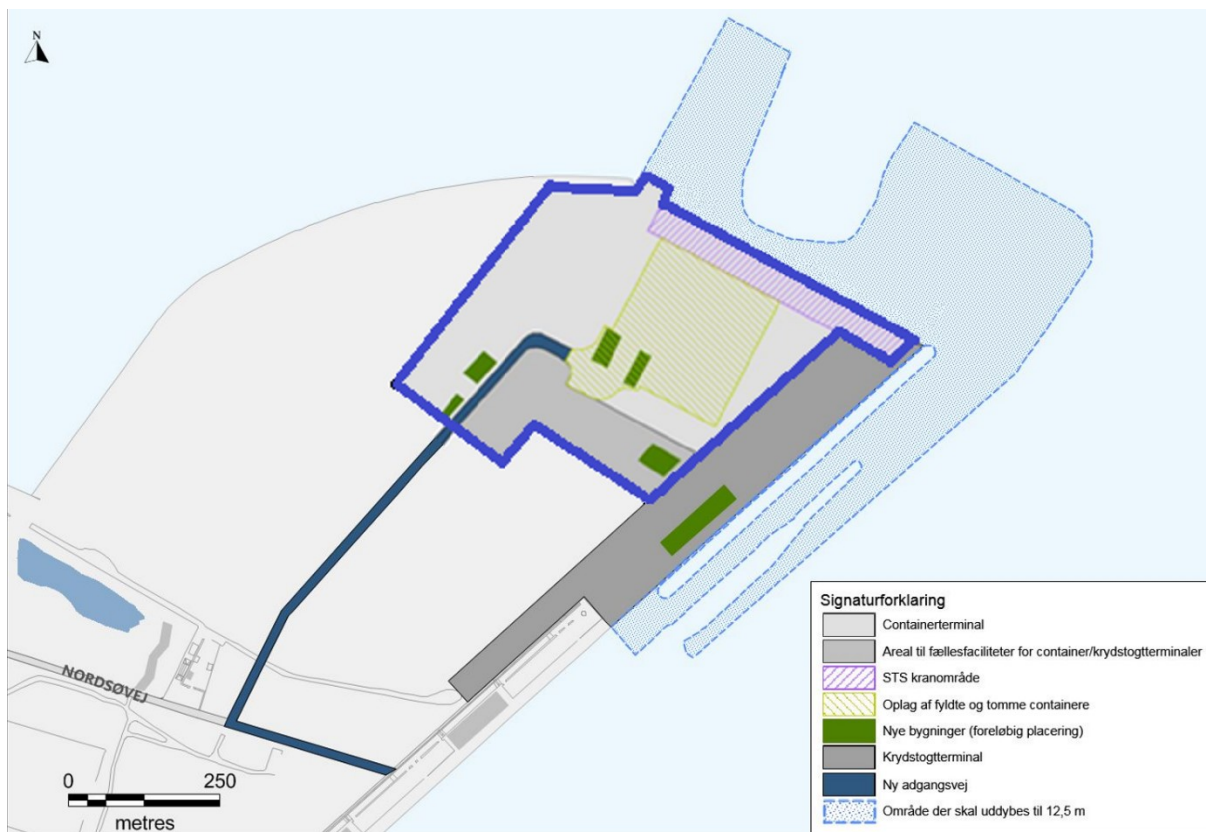 N
NORDSØVEJ
0 250
metres
Signaturforklaring
Containerterminal
Areal til fællesfaciliteter for container/krydstogtterminaler
STS kranområde
Oplag af fyldte og tomme containere
Nye bygninger (foreløbig placering)
Krydstogtterminal
Ny adgangsvej
Område der skal uddybes til 12,5 m